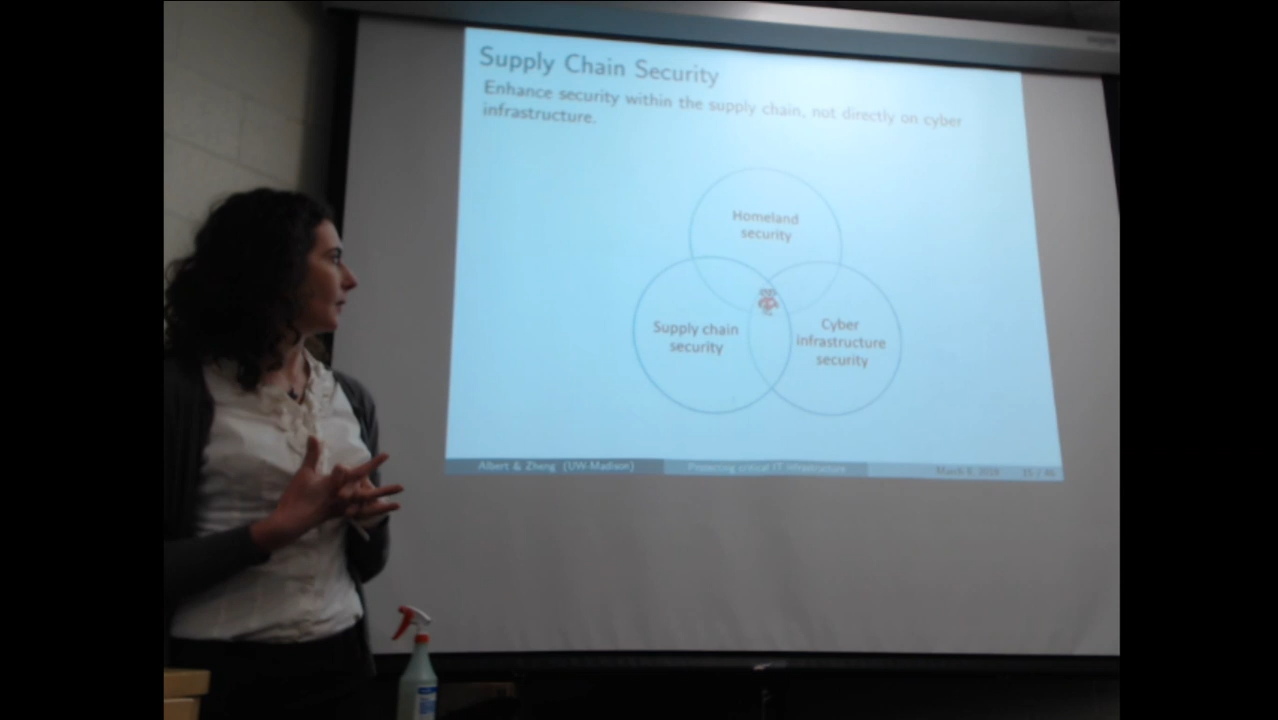 Supply Chain Security
Enhance security within the supply chain, not directly on cyber
infrastructure.
Homeland
security
Supply chain
security
Cyber
infrastructure
security
Albert & Zheng (UW-Madison)
Protecting critical IT infrastructure